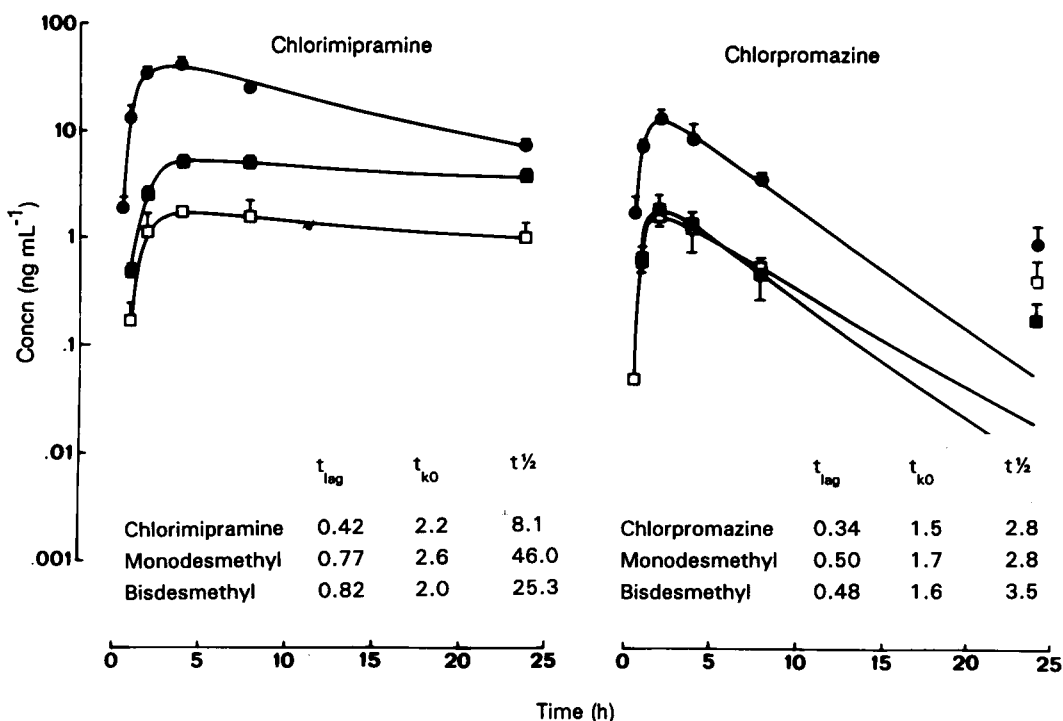 100
10
1
.1
.01
.001
Concn (ng mL⁻¹)
Chlorimipramine
t_lag t_k0 t½
Chlorimipramine 0.42 2.2 8.1
Monodesmethyl 0.77 2.6 46.0
Bisdesmethyl 0.82 2.0 25.3
0 5 10 15 20 25
Chlorpromazine
t_lag t_k0 t½
Chlorpromazine 0.34 1.5 2.8
Monodesmethyl 0.50 1.7 2.8
Bisdesmethyl 0.48 1.6 3.5
0 5 10 15 20 25
Time (h)